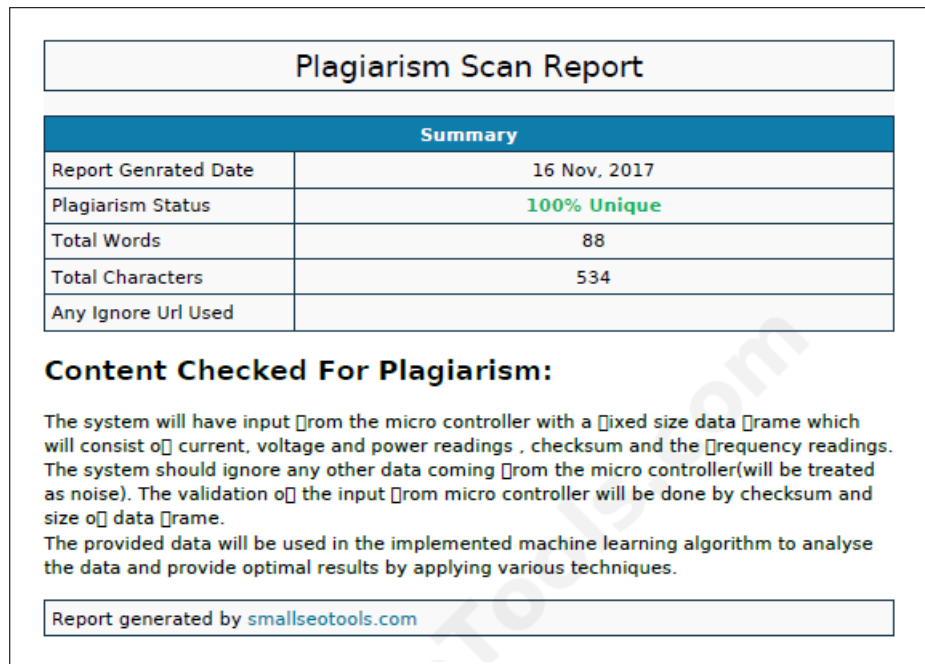 Plagiarism Scan Report
Summary
Report Genrated Date 16 Nov, 2017
Plagiarism Status 100% Unique
Total Words 88
Total Characters 534
Any Ignore Url Used
Content Checked For Plagiarism:
The system will have input ▯rom the micro controller with a ▯ixed size data ▯rame which
will consist o▯ current, voltage and power readings , checksum and the ▯requency readings.
The system should ignore any other data coming ▯rom the micro controller(will be treated
as noise). The validation o▯ the input ▯rom micro controller will be done by checksum and
size o▯ data ▯rame.
The provided data will be used in the implemented machine learning algorithm to analyse
the data and provide optimal results by applying various techniques.
Report generated by smallseotools.com
eTools.com